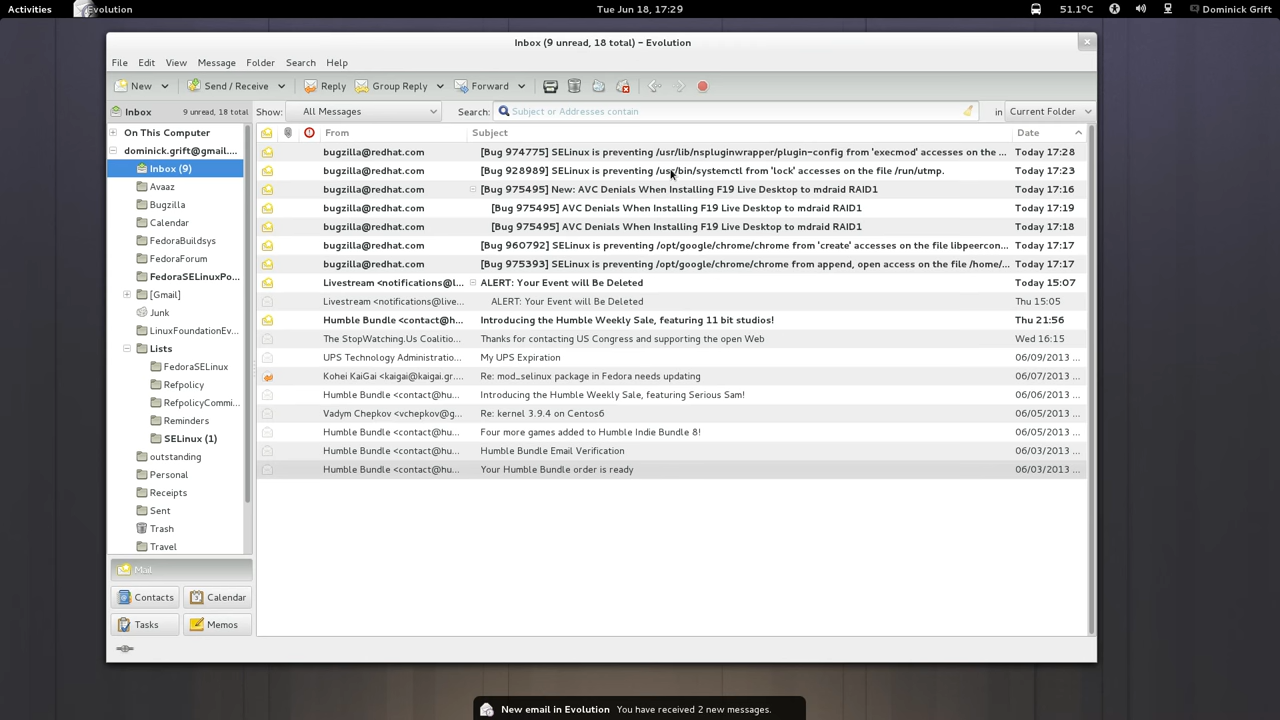 Activities Evolution Tue Jun 18, 17:29 51.1°C Dominick Grift
Inbox (9 unread, 18 total) – Evolution
File Edit View Message Folder Search Help
New Send / Receive Reply Group Reply Forward
Inbox 9 unread, 18 total Show: All Messages Search: Subject or Addresses contain in Current Folder
On This Computer
dominick.grift@gmail....
Inbox (9)
Avaaz
Bugzilla
Calendar
FedoraBuildsys
FedoraForum
FedoraSELinuxPo...
[Gmail]
Junk
LinuxFoundationEv...
Lists
FedoraSELinux
Refpolicy
RefpolicyCommi...
Reminders
SELinux (1)
outstanding
Personal
Receipts
Sent
Trash
Travel
Mail
Contacts Calendar
Tasks Memos
From Subject Date
bugzilla@redhat.com [Bug 974775] SELinux is preventing /usr/lib/nspluginwrapper/plugin-config from 'execmod' accesses on the ... Today 17:28
bugzilla@redhat.com [Bug 928989] SELinux is preventing /usr/bin/systemctl from 'lock' accesses on the file /run/utmp. Today 17:23
bugzilla@redhat.com [Bug 975495] New: AVC Denials When Installing F19 Live Desktop to mdraid RAID1 Today 17:16
bugzilla@redhat.com [Bug 975495] AVC Denials When Installing F19 Live Desktop to mdraid RAID1 Today 17:19
bugzilla@redhat.com [Bug 975495] AVC Denials When Installing F19 Live Desktop to mdraid RAID1 Today 17:18
bugzilla@redhat.com [Bug 960792] SELinux is preventing /opt/google/chrome/chrome from 'create' accesses on the file libpeercon... Today 17:17
bugzilla@redhat.com [Bug 975393] SELinux is preventing /opt/google/chrome/chrome from append, open access on the file /home/... Today 17:17
Livestream <notifications@l... ALERT: Your Event will Be Deleted Today 15:07
Livestream <notifications@live... ALERT: Your Event will Be Deleted Thu 15:05
Humble Bundle <contact@h... Introducing the Humble Weekly Sale, featuring 11 bit studios! Thu 21:56
The StopWatching.Us Coalitio... Thanks for contacting US Congress and supporting the open Web Wed 16:15
UPS Technology Administratio... My UPS Expiration 06/09/2013 ...
Kohei KaiGai <kaigai@kaigai.gr.... Re: mod_selinux package in Fedora needs updating 06/07/2013 ...
Humble Bundle <contact@hu... Introducing the Humble Weekly Sale, featuring Serious Sam! 06/06/2013 ...
Vadym Chepkov <vchepkov@g... Re: kernel 3.9.4 on Centos6 06/05/2013 ...
Humble Bundle <contact@hu... Four more games added to Humble Indie Bundle 8! 06/05/2013 ...
Humble Bundle <contact@hu... Humble Bundle Email Verification 06/03/2013 ...
Humble Bundle <contact@hu... Your Humble Bundle order is ready 06/03/2013 ...
New email in Evolution You have received 2 new messages.